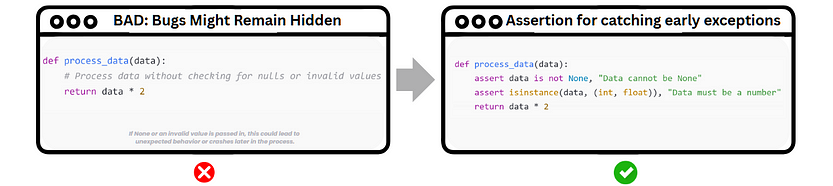 BAD: Bugs Might Remain Hidden
def process_data(data):
    # Process data without checking for nulls or invalid values
    return data * 2
If None or an invalid value is passed in, this could lead to
unexpected behavior or crashes later in the process.
Assertion for catching early exceptions
def process_data(data):
    assert data is not None, "Data cannot be None"
    assert isinstance(data, (int, float)), "Data must be a number"
    return data * 2